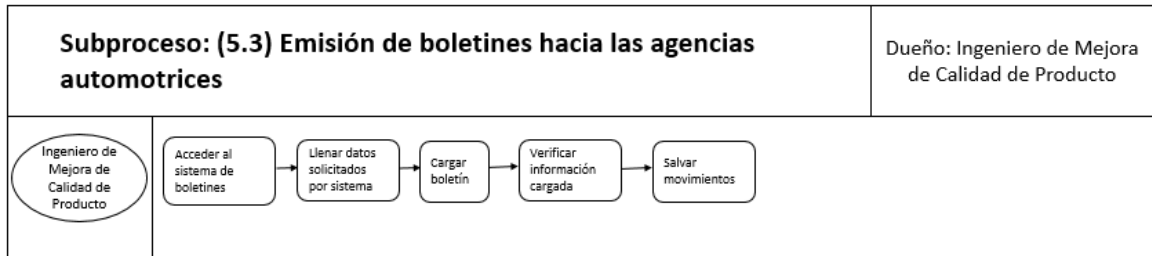 Subproceso: (5.3) Emisión de boletines hacia las agencias
automotrices
Dueño: Ingeniero de Mejora
de Calidad de Producto
Ingeniero de
Mejora de
Calidad de
Producto
Acceder al
sistema de
boletines
Llenar datos
solicitados
por sistema
Cargar
boletín
Verificar
información
cargada
Salvar
movimientos